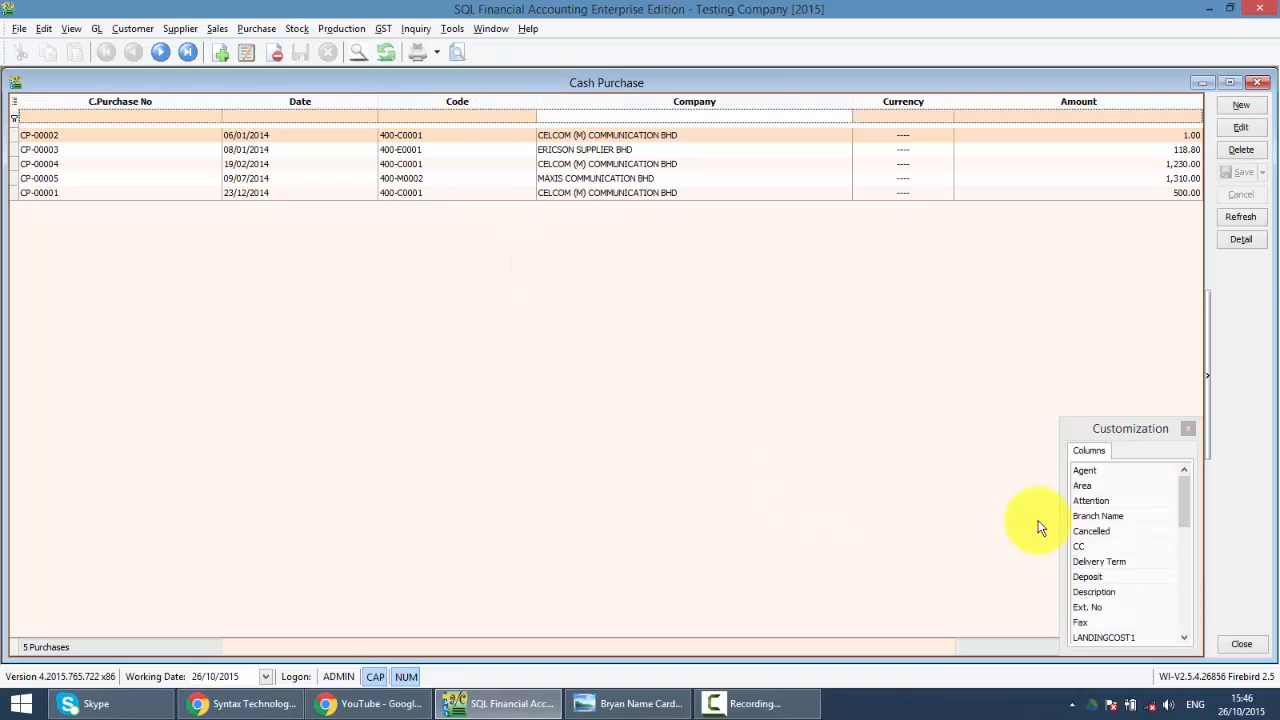 SQL Financial Accounting Enterprise Edition - Testing Company [2015]
File Edit View GL Customer Supplier Sales Purchase Stock Production GST Inquiry Tools Window Help
Cash Purchase
C.Purchase No Date Code Company Currency Amount
CP-00002 06/01/2014 400-C0001 CELCOM (M) COMMUNICATION BHD ---- 1.00
CP-00003 08/01/2014 400-E0001 ERICSON SUPPLIER BHD ---- 118.80
CP-00004 19/02/2014 400-C0001 CELCOM (M) COMMUNICATION BHD ---- 1,230.00
CP-00005 09/07/2014 400-M0002 MAXIS COMMUNICATION BHD ---- 1,310.00
CP-00001 23/12/2014 400-C0001 CELCOM (M) COMMUNICATION BHD ---- 500.00
New
Edit
Delete
Save
Cancel
Refresh
Detail
Customization
Columns
Agent
Area
Attention
Branch Name
Cancelled
CC
Delivery Term
Deposit
Description
Ext. No
Fax
LANDINGCOST1
5 Purchases
Close
Version 4.2015.765.722 x86 Working Date: 26/10/2015 Logon: ADMIN CAP NUM WI-V2.5.4.26856 Firebird 2.5
Skype Syntax Technolog... YouTube - Googl... SQL Financial Acc... Bryan Name Card... Recording... ENG 15:46
26/10/2015